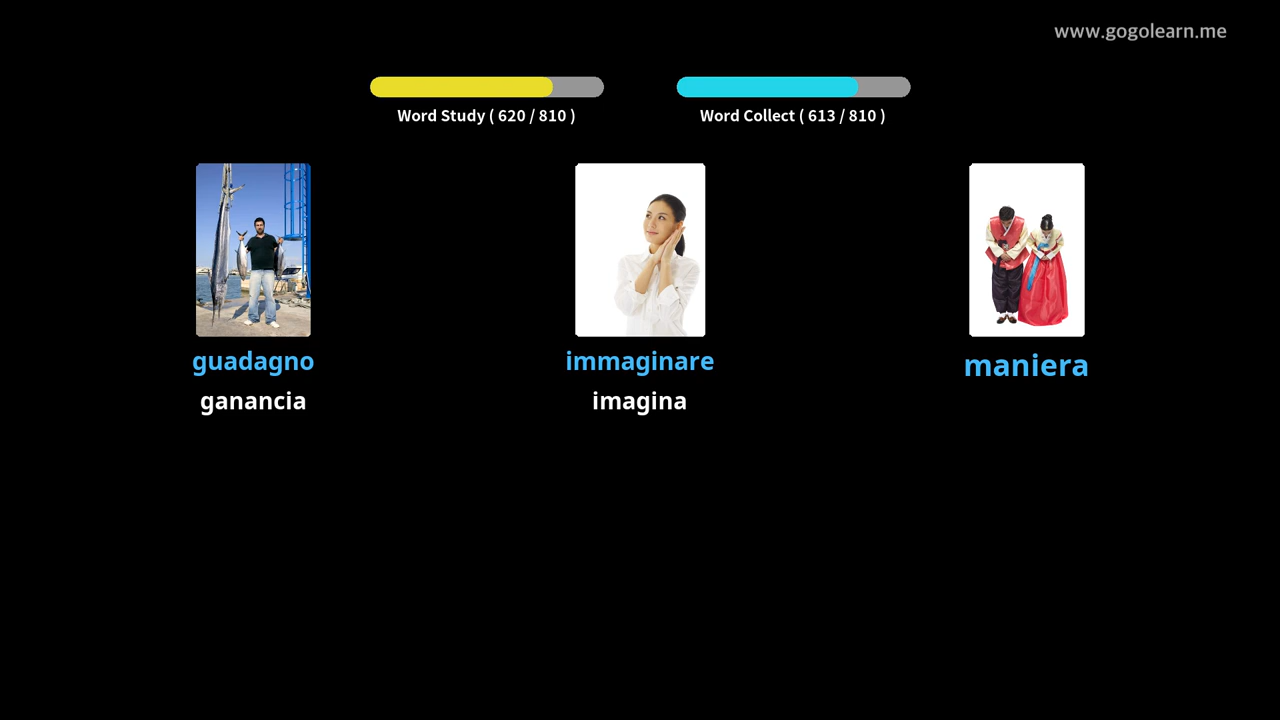 www.gogolearn.me
Word Study ( 620 / 810 )
Word Collect ( 613 / 810 )
guadagno
ganancia
immaginare
imagina
maniera